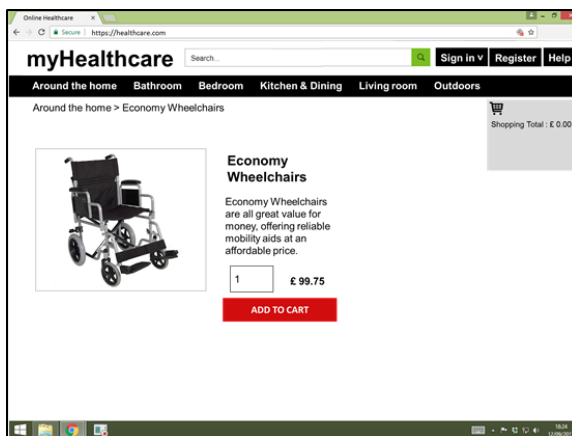 Online Healthcare
Secure | https://healthcare.com
myHealthcare
Search...
Sign in v Register Help
Around the home Bathroom Bedroom Kitchen & Dining Living room Outdoors
Around the home > Economy Wheelchairs
Shopping Total : £ 0.00
Economy
Wheelchairs
Economy Wheelchairs
are all great value for
money, offering reliable
mobility aids at an
affordable price.
1
£ 99.75
ADD TO CART